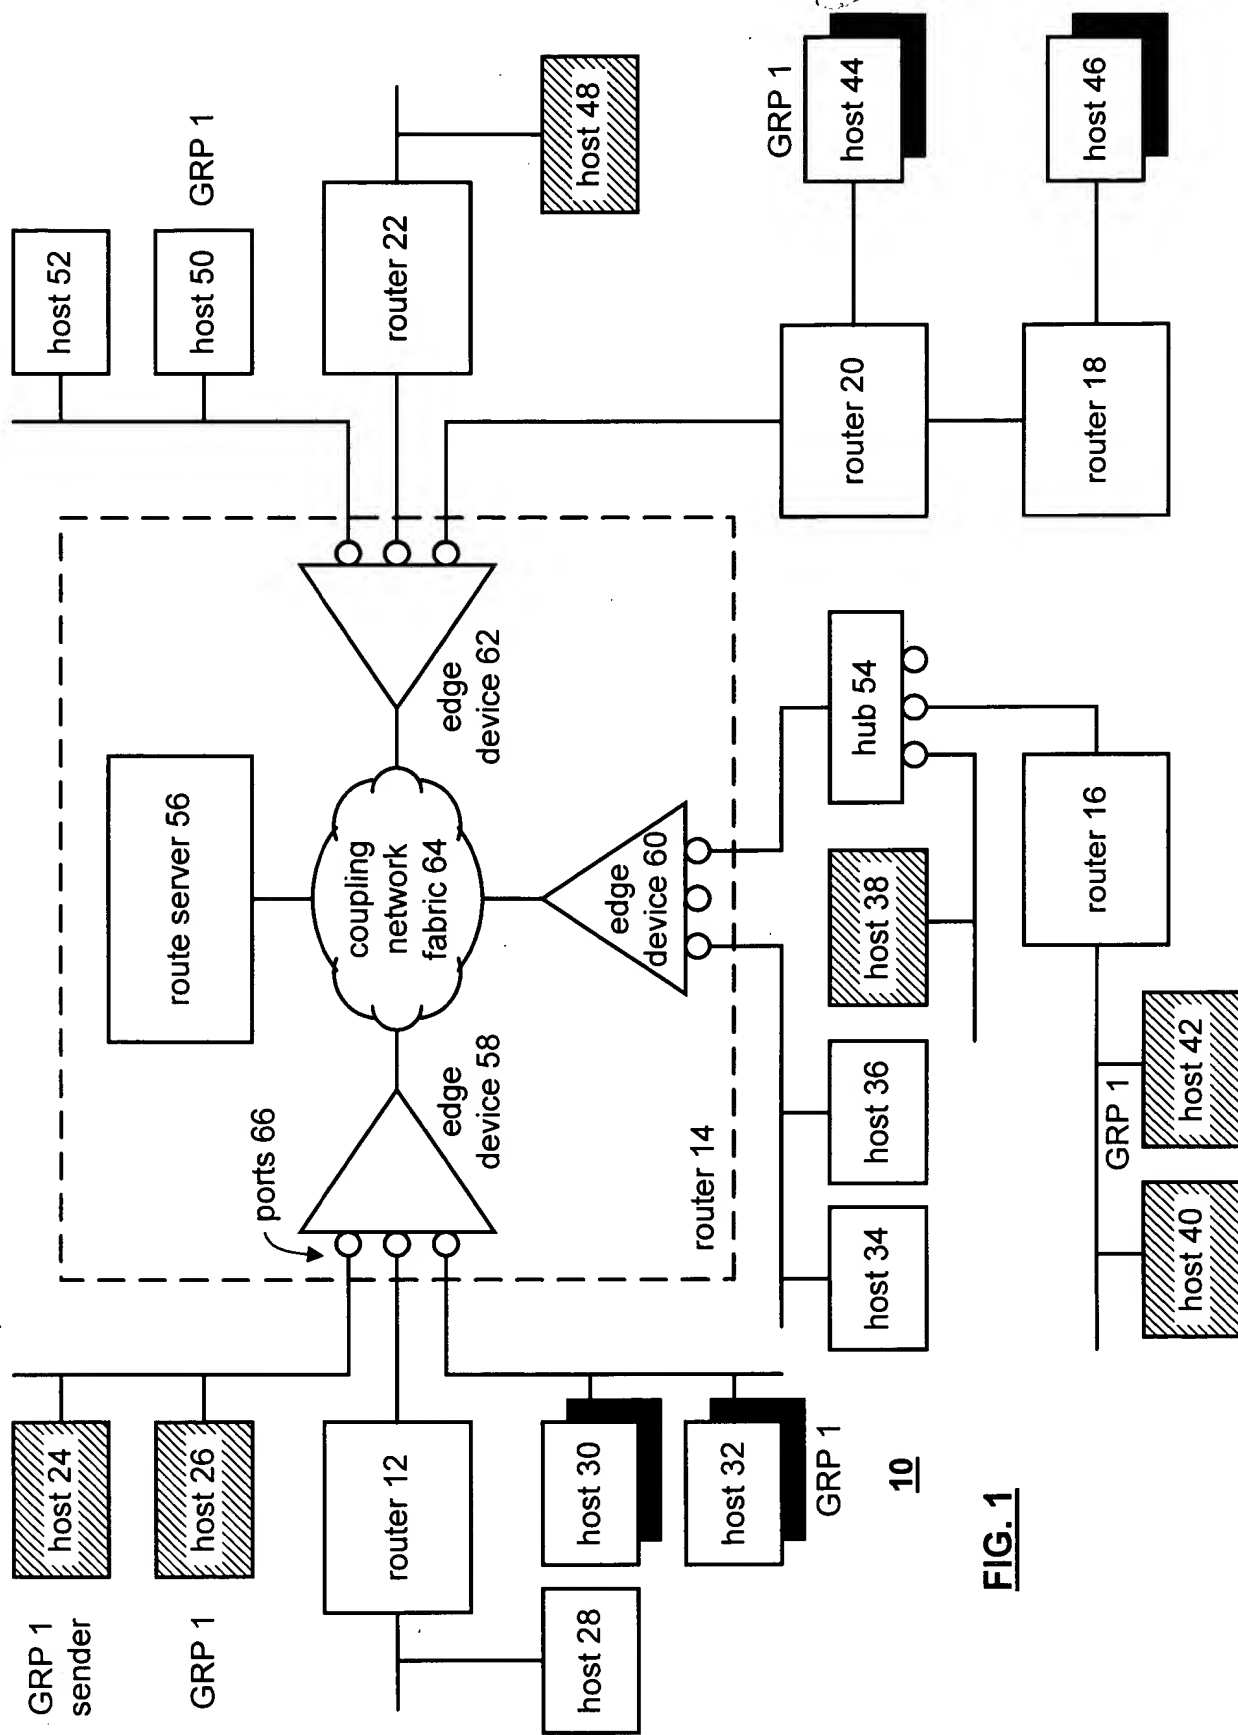 GRP 1
sender
host 24
GRP 1
host 26
router 12
host 28
host 30
host 32
GRP 1
ports 66
edge
device 58
router 14
route server 56
coupling
network
fabric 64
edge
device 60
edge
device 62
host 52
host 50
GRP 1
router 22
host 48
GRP 1
host 44
host 46
router 20
router 18
hub 54
host 34
host 36
host 38
router 16
GRP 1
host 40
host 42
10
FIG. 1